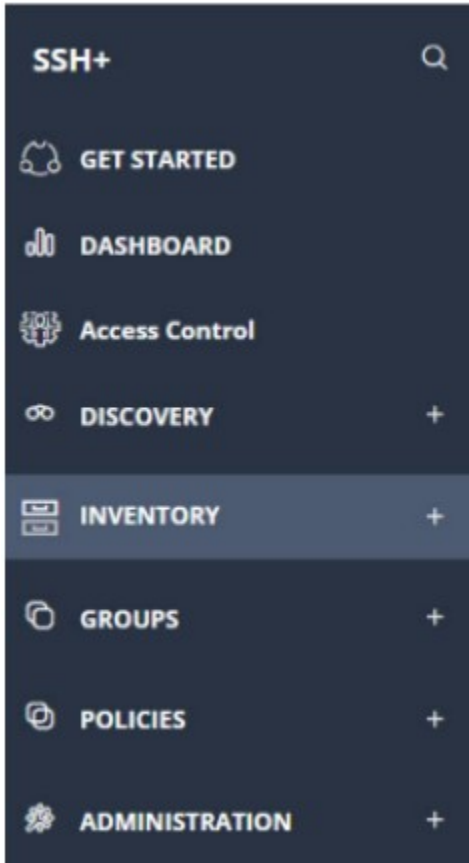 SSH+
GET STARTED
DASHBOARD
Access Control
DISCOVERY +
INVENTORY +
GROUPS +
POLICIES +
ADMINISTRATION +